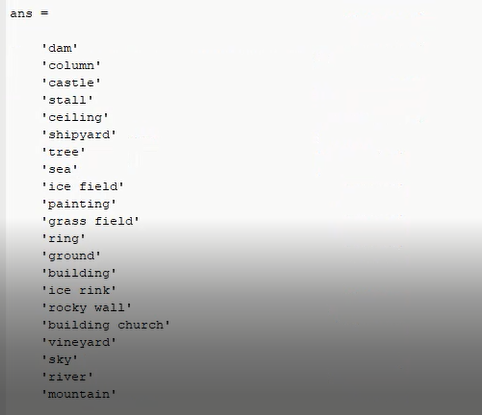 ans =
'dam'
'column'
'castle'
'stall'
'ceiling'
'shipyard'
'tree'
'sea'
'ice field'
'painting'
'grass field'
'ring'
'ground'
'building'
'ice rink'
'rocky wall'
'building church'
'vineyard'
'sky'
'river'
'mountain'